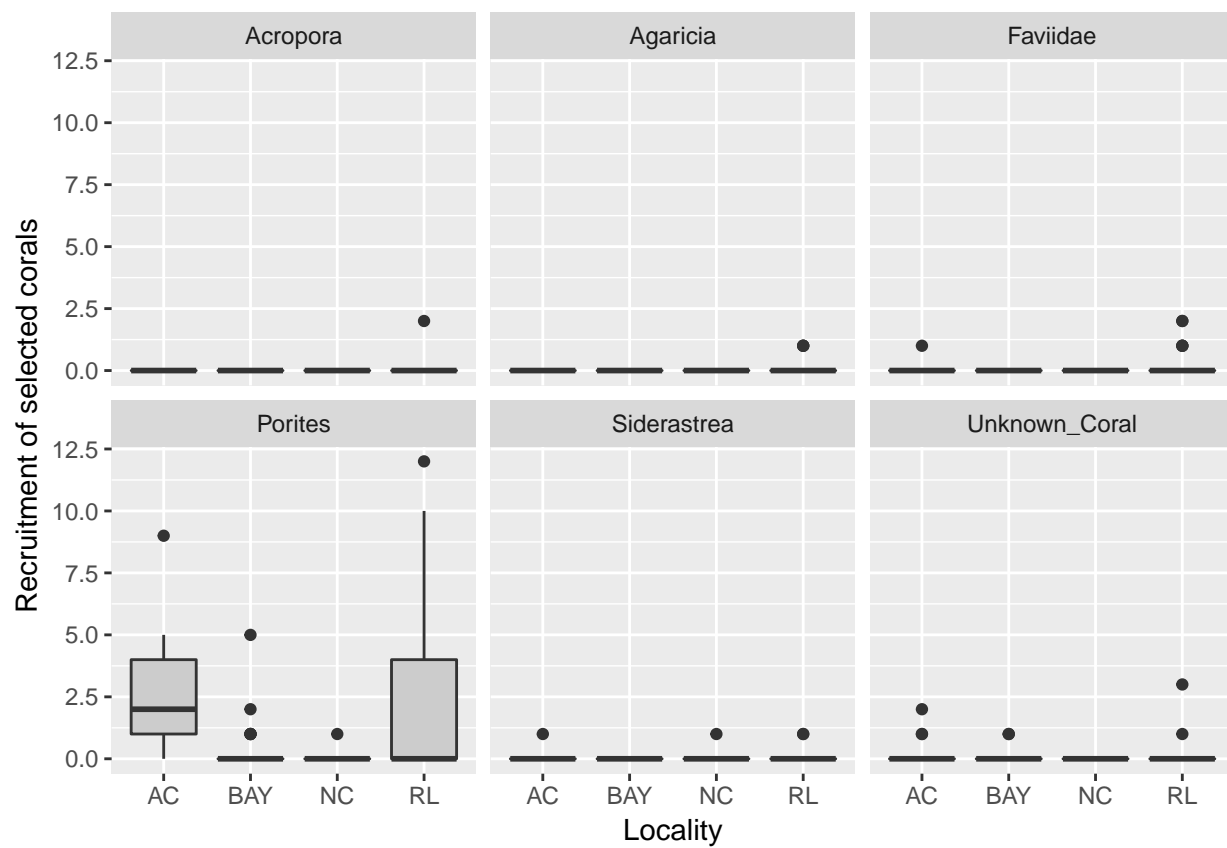 Acropora Agaricia Faviidae
12.5
10.0
7.5
5.0
2.5
0.0
Recruitment of selected corals
Porites Siderastrea Unknown_Coral
12.5
10.0
7.5
5.0
2.5
0.0
AC BAY NC RL AC BAY NC RL AC BAY NC RL
Locality